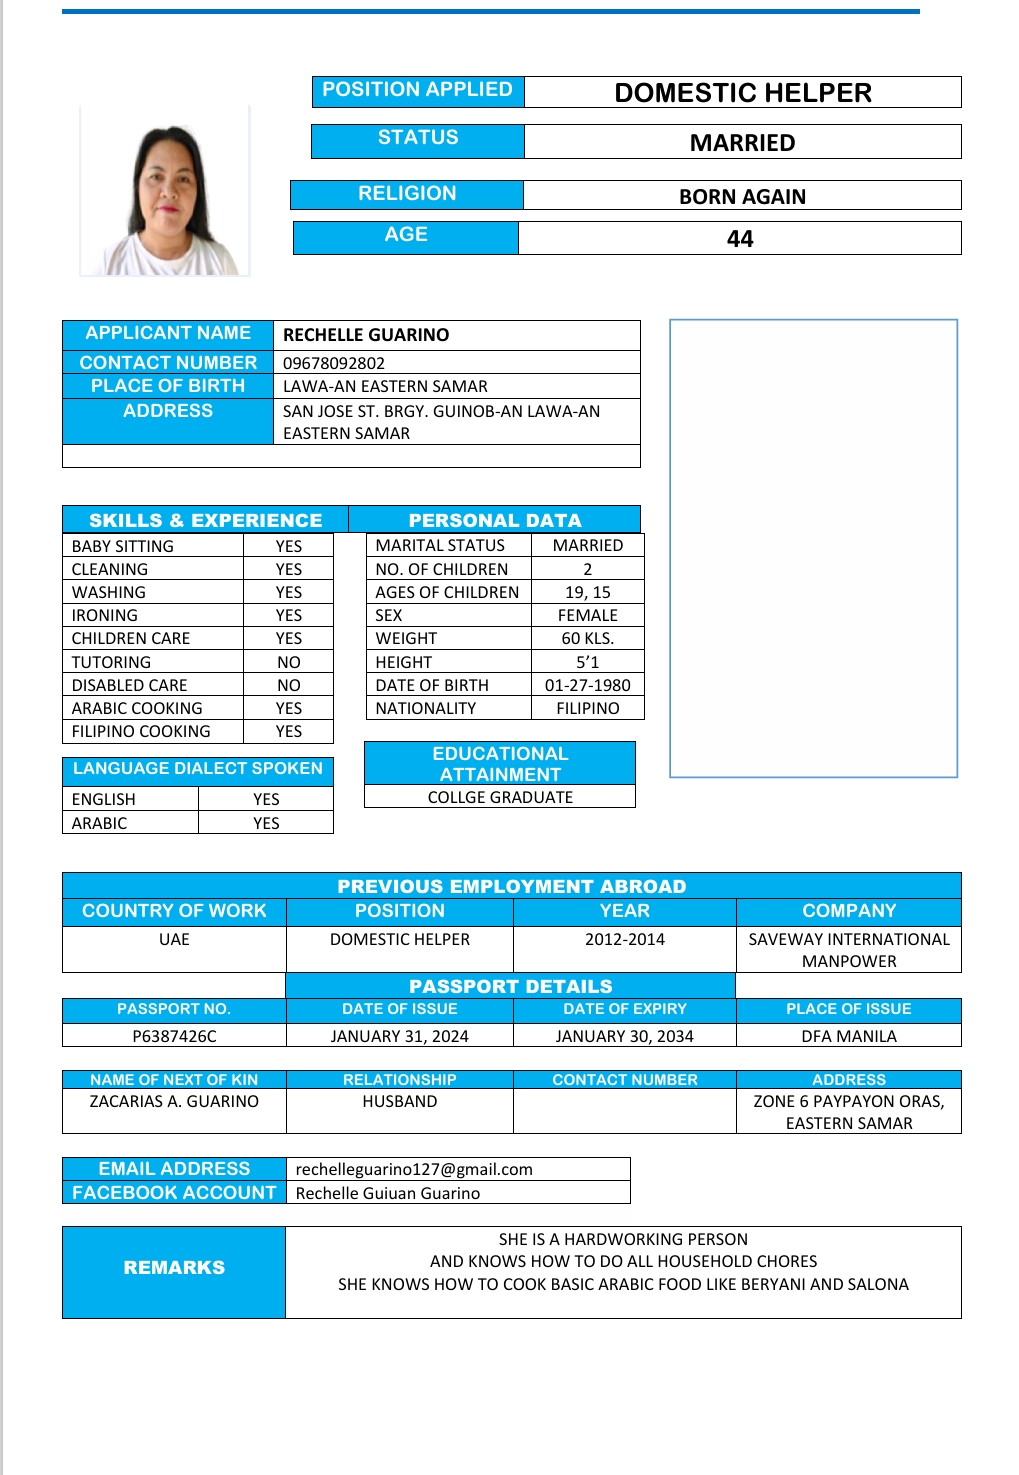 POSITION APPLIED DOMESTIC HELPER
STATUS MARRIED
RELIGION BORN AGAIN
AGE 44
APPLICANT NAME RECHELLE GUARINO
CONTACT NUMBER 09678092802
PLACE OF BIRTH LAWA-AN EASTERN SAMAR
ADDRESS SAN JOSE ST. BRGY. GUINOB-AN LAWA-AN
EASTERN SAMAR
SKILLS & EXPERIENCE PERSONAL DATA
BABY SITTING YES MARITAL STATUS MARRIED
CLEANING YES NO. OF CHILDREN 2
WASHING YES AGES OF CHILDREN 19, 15
IRONING YES SEX FEMALE
CHILDREN CARE YES WEIGHT 60 KLS.
TUTORING NO HEIGHT 5’1
DISABLED CARE NO DATE OF BIRTH 01-27-1980
ARABIC COOKING YES NATIONALITY FILIPINO
FILIPINO COOKING YES
LANGUAGE DIALECT SPOKEN
ENGLISH YES
ARABIC YES
EDUCATIONAL
ATTAINMENT
COLLGE GRADUATE
PREVIOUS EMPLOYMENT ABROAD
COUNTRY OF WORK POSITION YEAR COMPANY
UAE DOMESTIC HELPER 2012-2014 SAVEWAY INTERNATIONAL
MANPOWER
PASSPORT DETAILS
PASSPORT NO. DATE OF ISSUE DATE OF EXPIRY PLACE OF ISSUE
P6387426C JANUARY 31, 2024 JANUARY 30, 2034 DFA MANILA
NAME OF NEXT OF KIN RELATIONSHIP CONTACT NUMBER ADDRESS
ZACARIAS A. GUARINO HUSBAND ZONE 6 PAYPAYON ORAS,
EASTERN SAMAR
EMAIL ADDRESS rechelleguarino127@gmail.com
FACEBOOK ACCOUNT Rechelle Guiuan Guarino
REMARKS
SHE IS A HARDWORKING PERSON
AND KNOWS HOW TO DO ALL HOUSEHOLD CHORES
SHE KNOWS HOW TO COOK BASIC ARABIC FOOD LIKE BERYANI AND SALONA